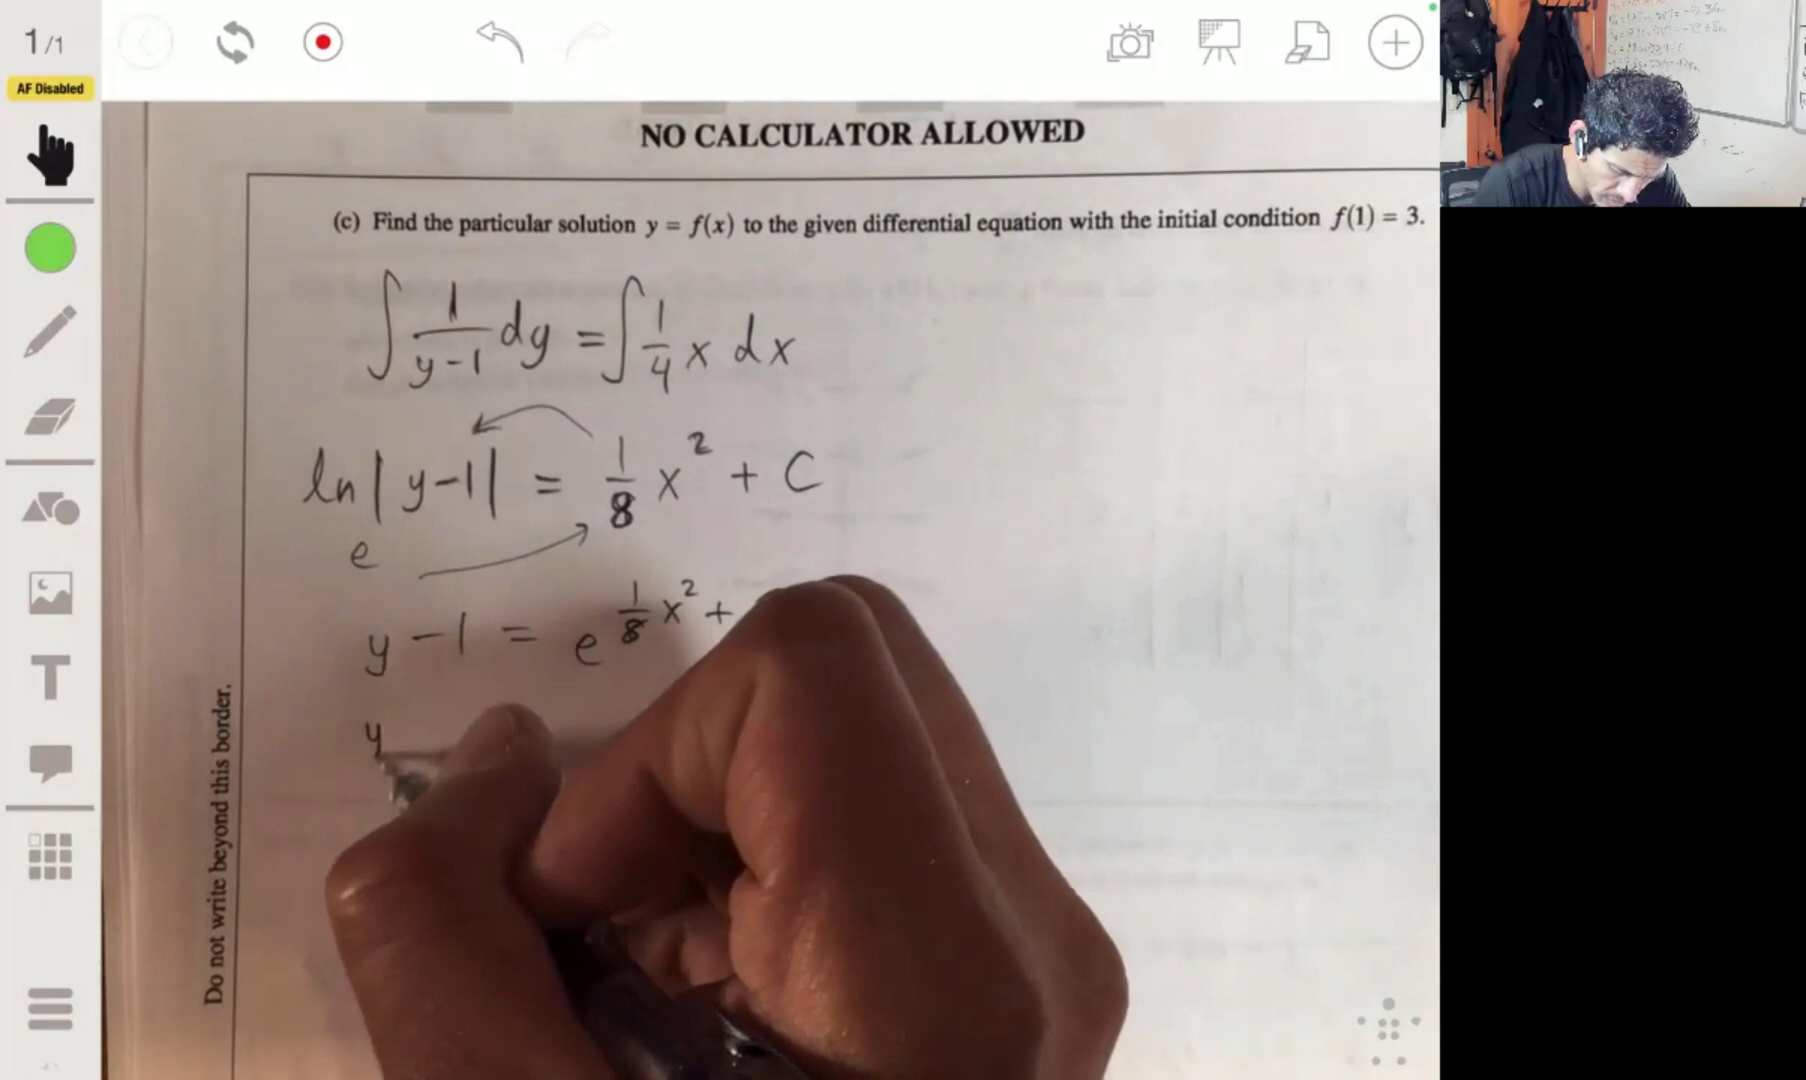 1/1
AF Disabled
T
NO CALCULATOR ALLOWED
(c) Find the particular solution y = f(x) to the given differential equation with the initial condition f(1) = 3.
∫ 1/(y-1) dy = ∫ 1/4 x dx
ln|y-1| = 1/8 x² + C
e
y - 1 = e^(1/8 x² +
y
Do not write beyond this border.